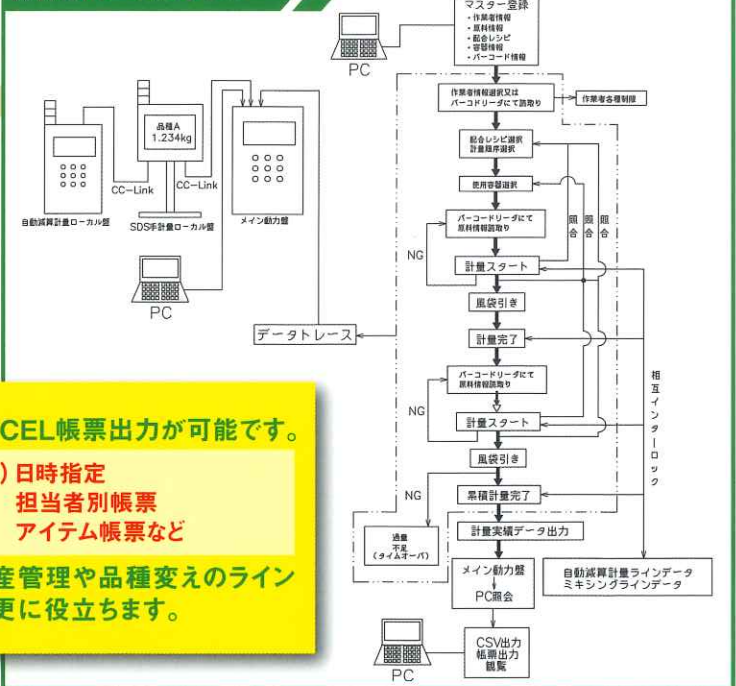 マスター登録
・作業者情報
・原料情報
・配合レシピ
・容器情報
・バーコード情報
PC
作業者情報選択又は
バーコードリーダにて読取り
作業者各種制限
品種A
1.234kg
CC-Link
CC-Link
自動減算計量ローカル盤
SDS手計量ローカル盤
メイン動力盤
PC
データトレース
配合レシピ選択
計量順序選択
使用容器選択
バーコードリーダにて
原料情報読取り
照合
照合
照合
NG
計量スタート
風袋引き
計量完了
バーコードリーダにて
原料情報読取り
NG
計量スタート
風袋引き
NG
累積計量完了
過量
不足
(タイムオーバ)
計量実績データ出力
相互インターロック
メイン動力盤
PC照会
自動減算計量ラインデータ
ミキシングラインデータ
CSV出力
帳票出力
観覧
PC
CEL帳票出力が可能です。
)日時指定
担当者別帳票
アイテム帳票など
産管理や品種変えのライン
更に役立ちます。